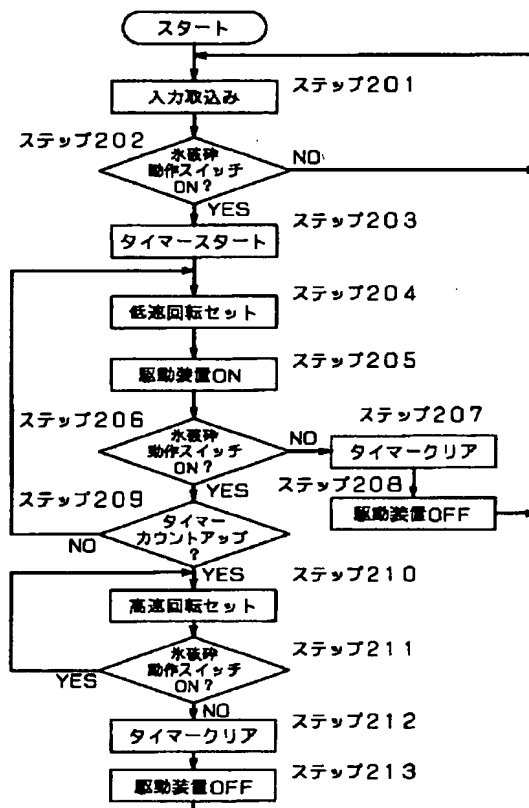 スタート
ステップ201
入力取込み
ステップ202
氷破砕
動作スイッチ
ON?
NO
YES
ステップ203
タイマースタート
ステップ204
低速回転セット
ステップ205
駆動装置ON
ステップ206
氷破砕
動作スイッチ
ON?
NO
YES
ステップ207
タイマークリア
ステップ208
駆動装置OFF
ステップ209
タイマー
カウントアップ
?
NO
YES
ステップ210
高速回転セット
ステップ211
氷破砕
動作スイッチ
ON?
YES
NO
ステップ212
タイマークリア
ステップ213
駆動装置OFF